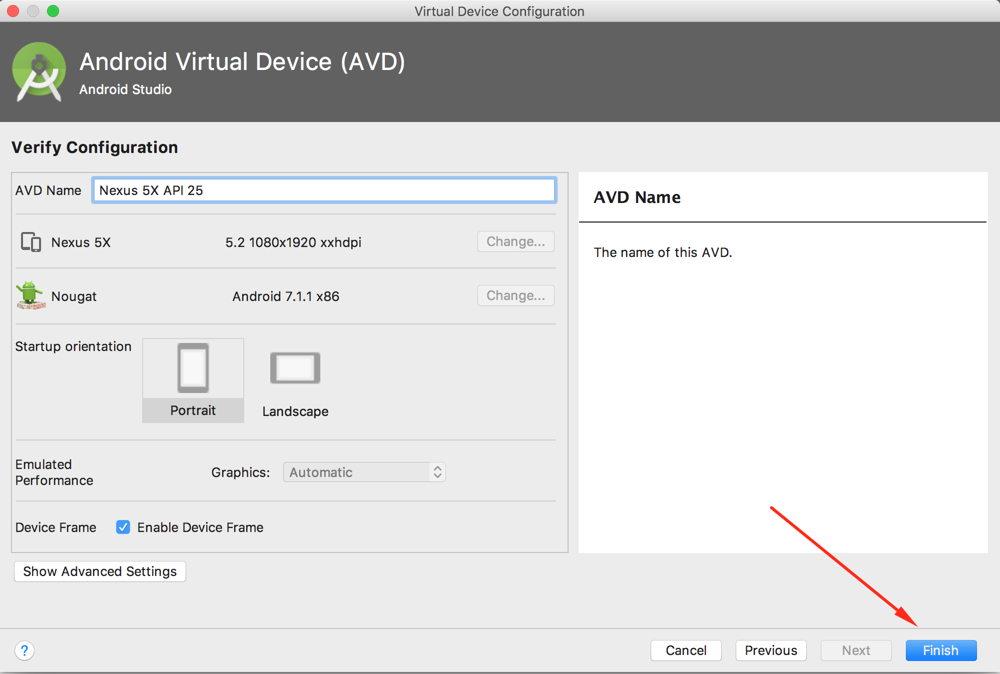 Virtual Device Configuration
Android Virtual Device (AVD)
Android Studio
Verify Configuration
AVD Name
Nexus 5X API 25
Nexus 5X
5.2 1080x1920 xxhdpi
Change...
Nougat
Android 7.1.1 x86
Change...
Startup orientation
Portrait
Landscape
Emulated
Performance
Graphics:
Automatic
Device Frame
Enable Device Frame
Show Advanced Settings
AVD Name
The name of this AVD.
?
Cancel
Previous
Next
Finish